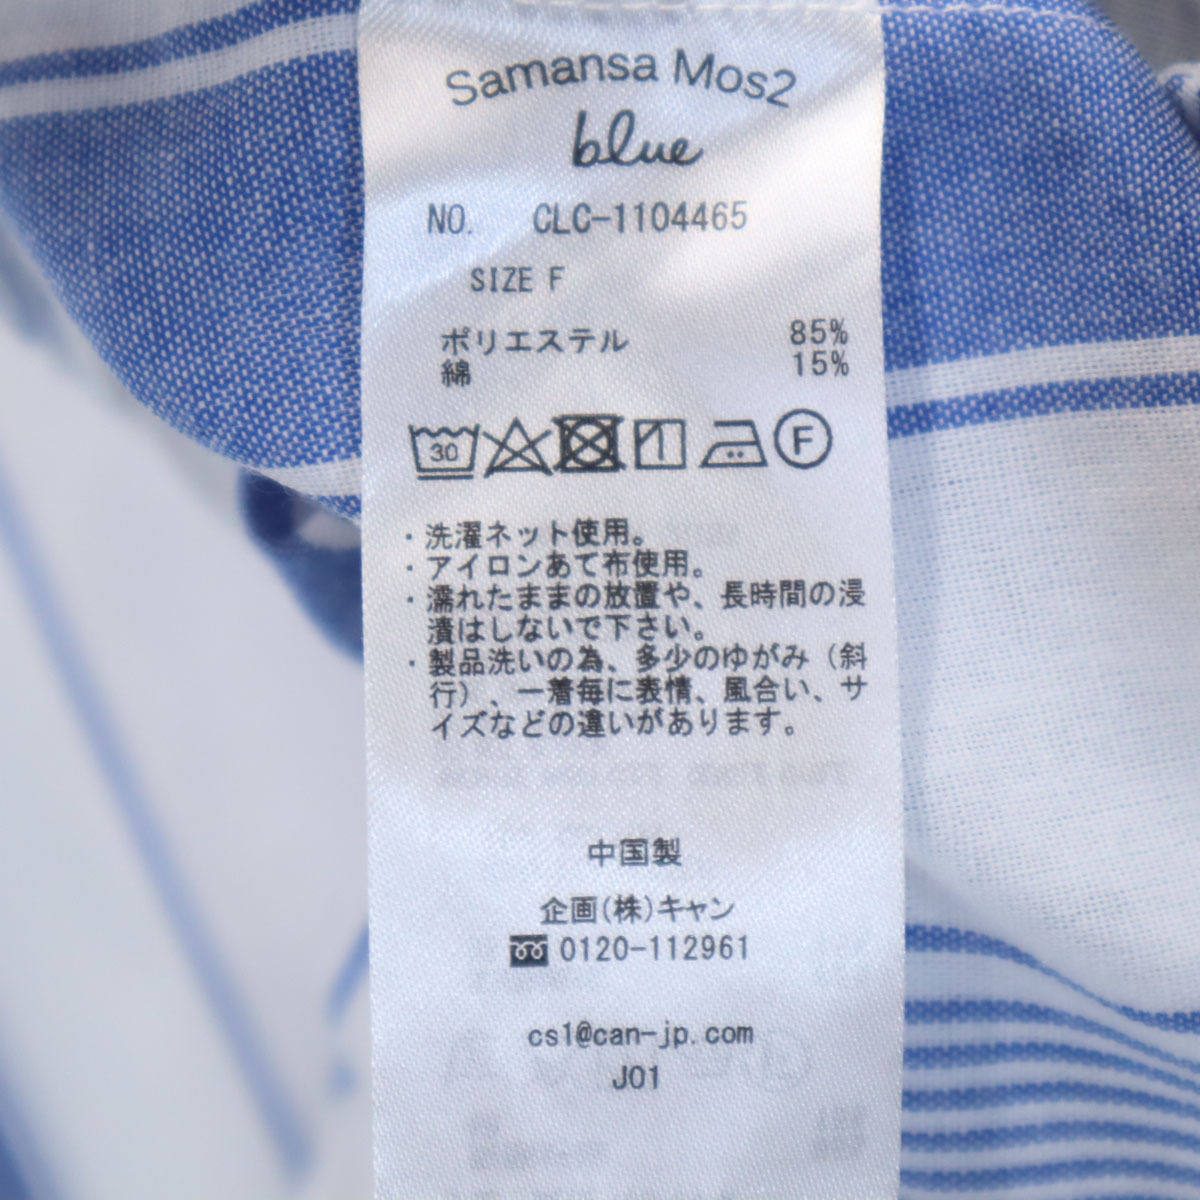 Samansa Mos2
blue
NO. CLC-1104465
SIZE F
ポリエステル 85%
綿 15%
30 F
・洗濯ネット使用。
・アイロンあて布使用。
・濡れたままの放置や、長時間の浸
漬はしないで下さい。
・製品洗いの為、多少のゆがみ（斜
行）、一着毎に表情、風合い、サ
イズなどの違いがあります。
中国製
企画(株)キャン
0120-112961
cs1@can-jp.com
J01